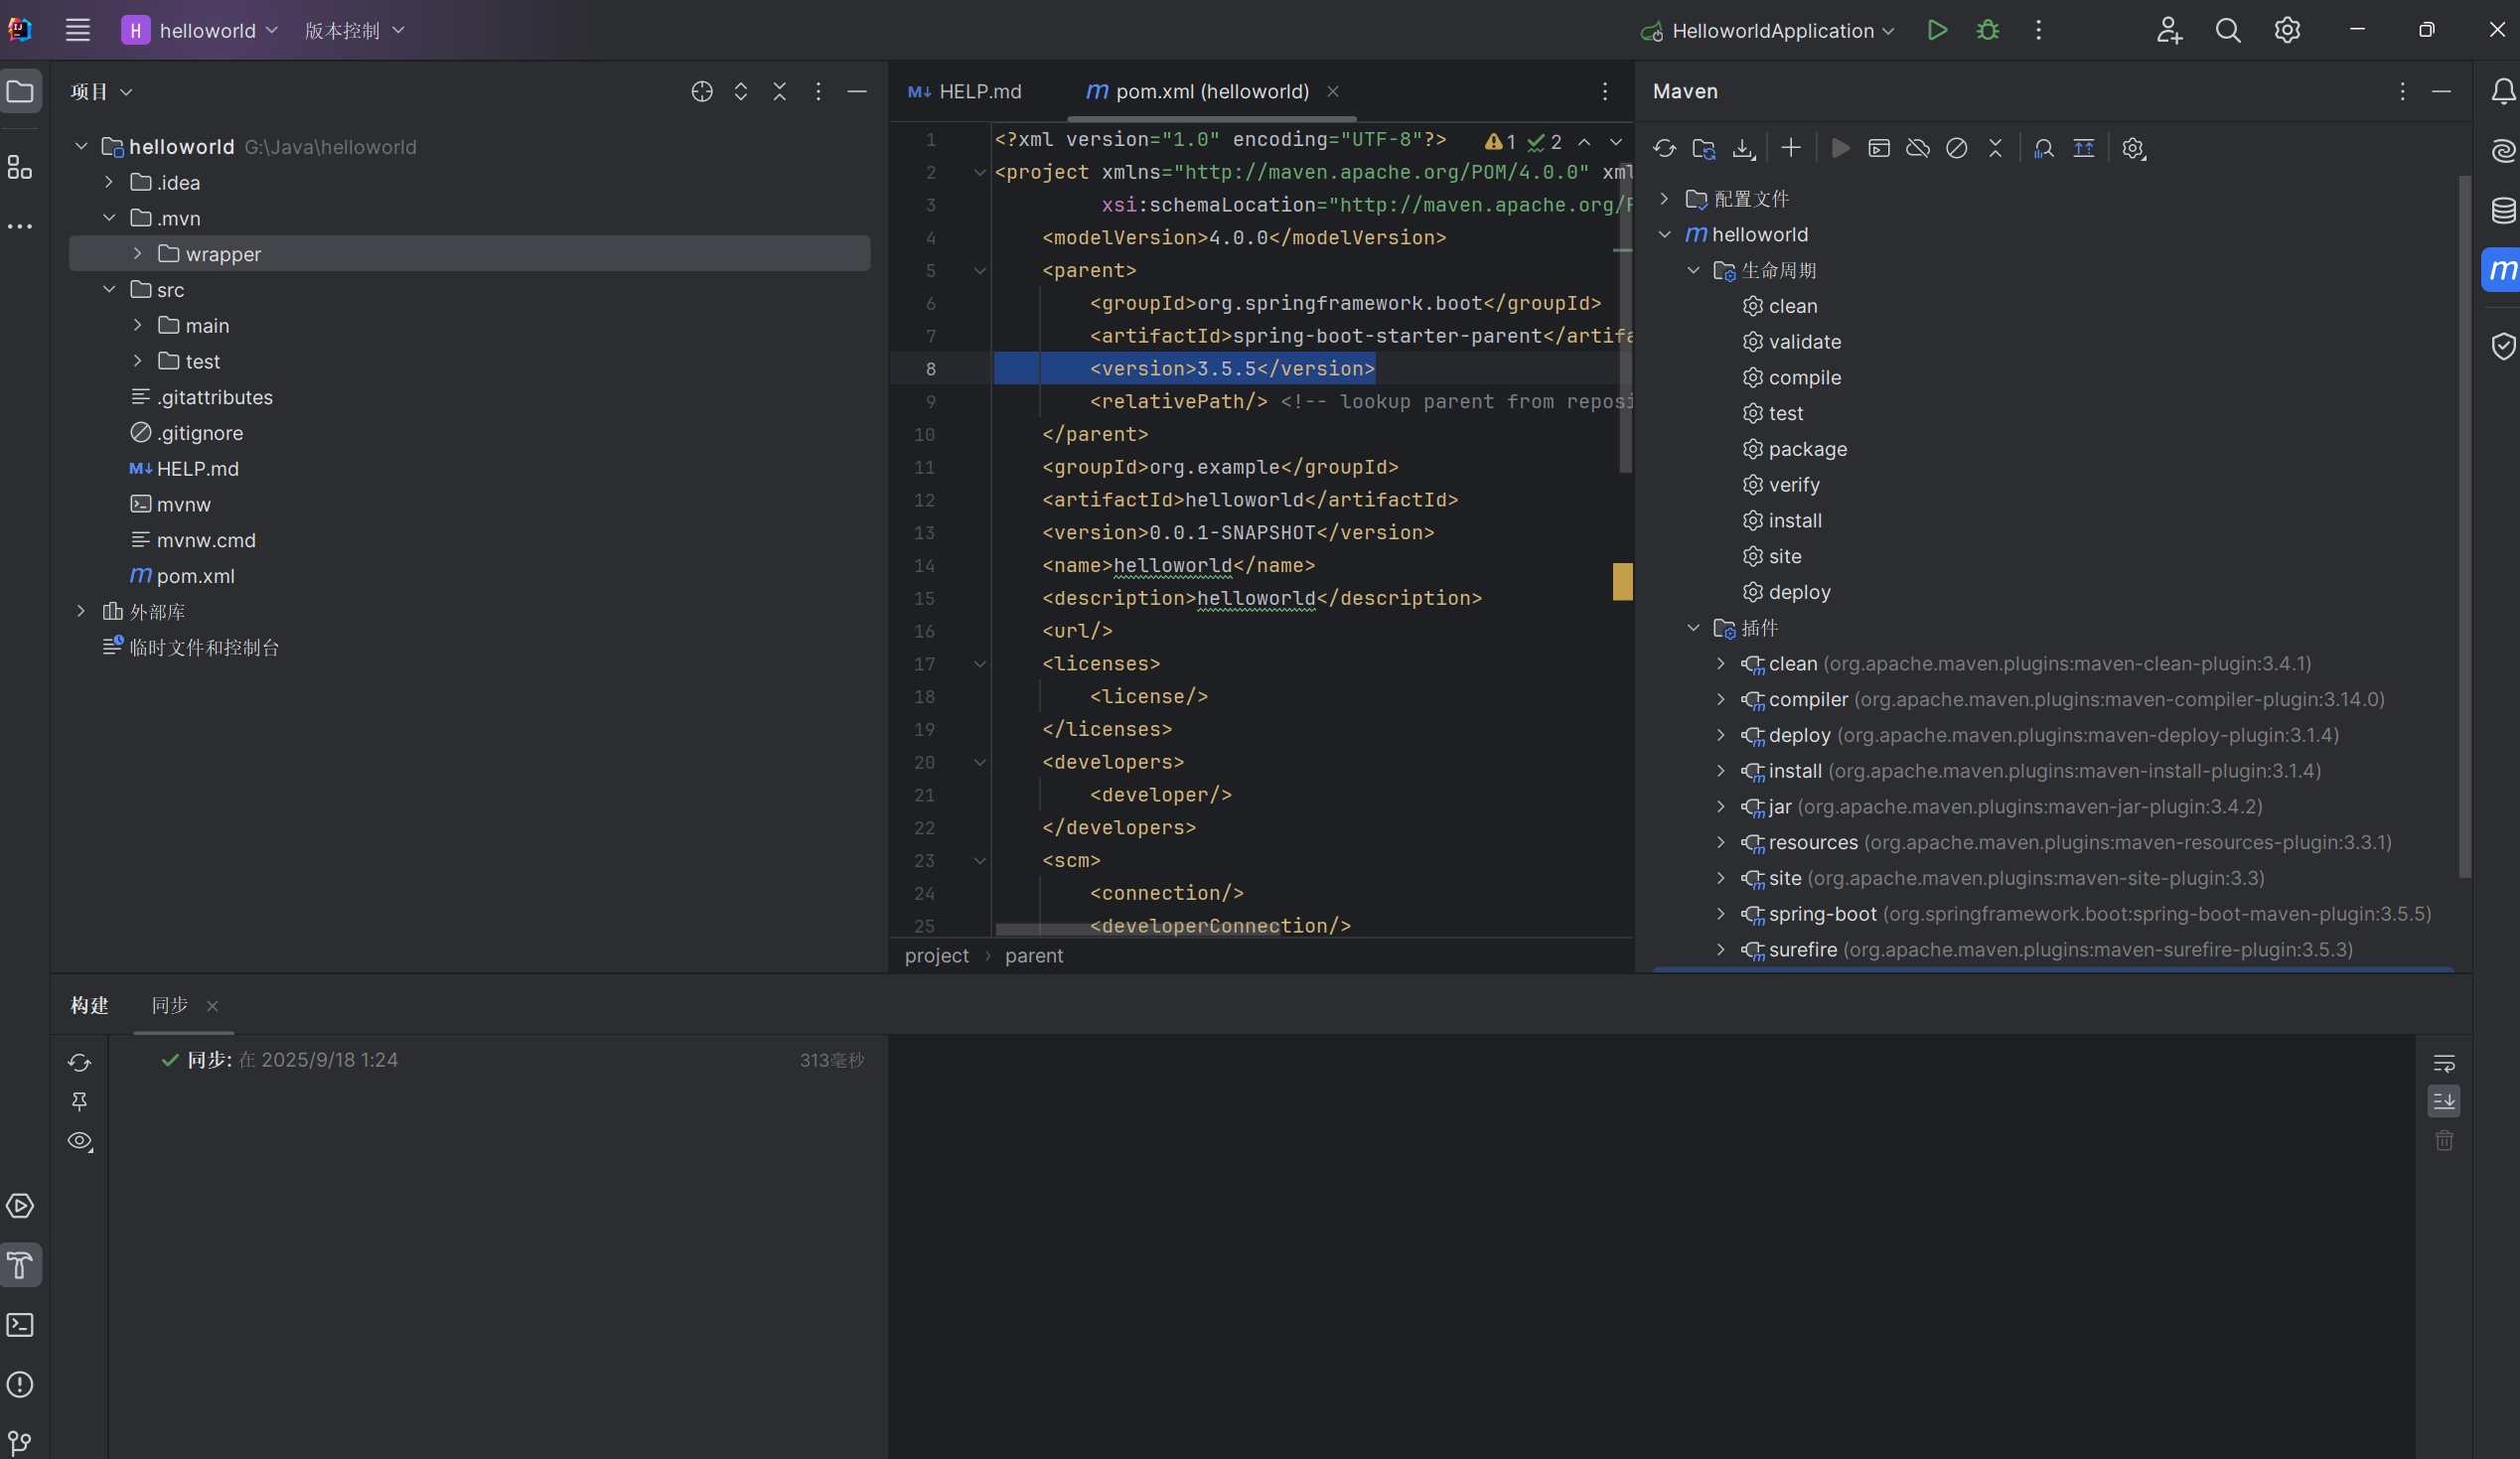 H helloworld 版本控制 HelloworldApplication
项目
helloworld G:\Java\helloworld
.idea
.mvn
wrapper
src
main
test
.gitattributes
.gitignore
M↓ HELP.md
mvnw
mvnw.cmd
m pom.xml
外部库
临时文件和控制台
M↓ HELP.md m pom.xml (helloworld)
1 <?xml version="1.0" encoding="UTF-8"?> 1 2
2 <project xmlns="http://maven.apache.org/POM/4.0.0" xml
3 xsi:schemaLocation="http://maven.apache.org/P
4 <modelVersion>4.0.0</modelVersion>
5 <parent>
6 <groupId>org.springframework.boot</groupId>
7 <artifactId>spring-boot-starter-parent</artifa
8 <version>3.5.5</version>
9 <relativePath/> <!-- lookup parent from reposi
10 </parent>
11 <groupId>org.example</groupId>
12 <artifactId>helloworld</artifactId>
13 <version>0.0.1-SNAPSHOT</version>
14 <name>helloworld</name>
15 <description>helloworld</description>
16 <url/>
17 <licenses>
18 <license/>
19 </licenses>
20 <developers>
21 <developer/>
22 </developers>
23 <scm>
24 <connection/>
25 <developerConnection/>
project › parent
Maven
配置文件
m helloworld
生命周期
clean
validate
compile
test
package
verify
install
site
deploy
插件
clean (org.apache.maven.plugins:maven-clean-plugin:3.4.1)
compiler (org.apache.maven.plugins:maven-compiler-plugin:3.14.0)
deploy (org.apache.maven.plugins:maven-deploy-plugin:3.1.4)
install (org.apache.maven.plugins:maven-install-plugin:3.1.4)
jar (org.apache.maven.plugins:maven-jar-plugin:3.4.2)
resources (org.apache.maven.plugins:maven-resources-plugin:3.3.1)
site (org.apache.maven.plugins:maven-site-plugin:3.3)
spring-boot (org.springframework.boot:spring-boot-maven-plugin:3.5.5)
surefire (org.apache.maven.plugins:maven-surefire-plugin:3.5.3)
m
构建 同步
同步: 在 2025/9/18 1:24 313毫秒